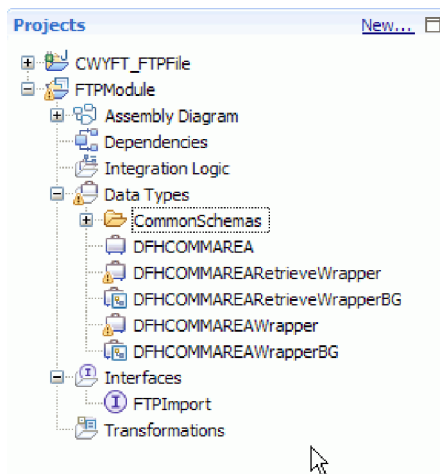 Projects New...
CWYFT_FTPFile
FTPModule
Assembly Diagram
Dependencies
Integration Logic
Data Types
CommonSchemas
DFHCOMMAREA
DFHCOMMAREARetrieveWrapper
DFHCOMMAREARetrieveWrapperBG
DFHCOMMAREAWrapper
DFHCOMMAREAWrapperBG
Interfaces
FTPImport
Transformations